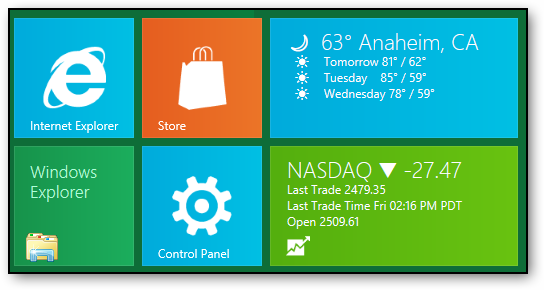 Internet Explorer
Store
63° Anaheim, CA
Tomorrow 81° / 62°
Tuesday 85° / 59°
Wednesday 78° / 59°
Windows
Explorer
Control Panel
NASDAQ ▼ -27.47
Last Trade 2479.35
Last Trade Time Fri 02:16 PM PDT
Open 2509.61